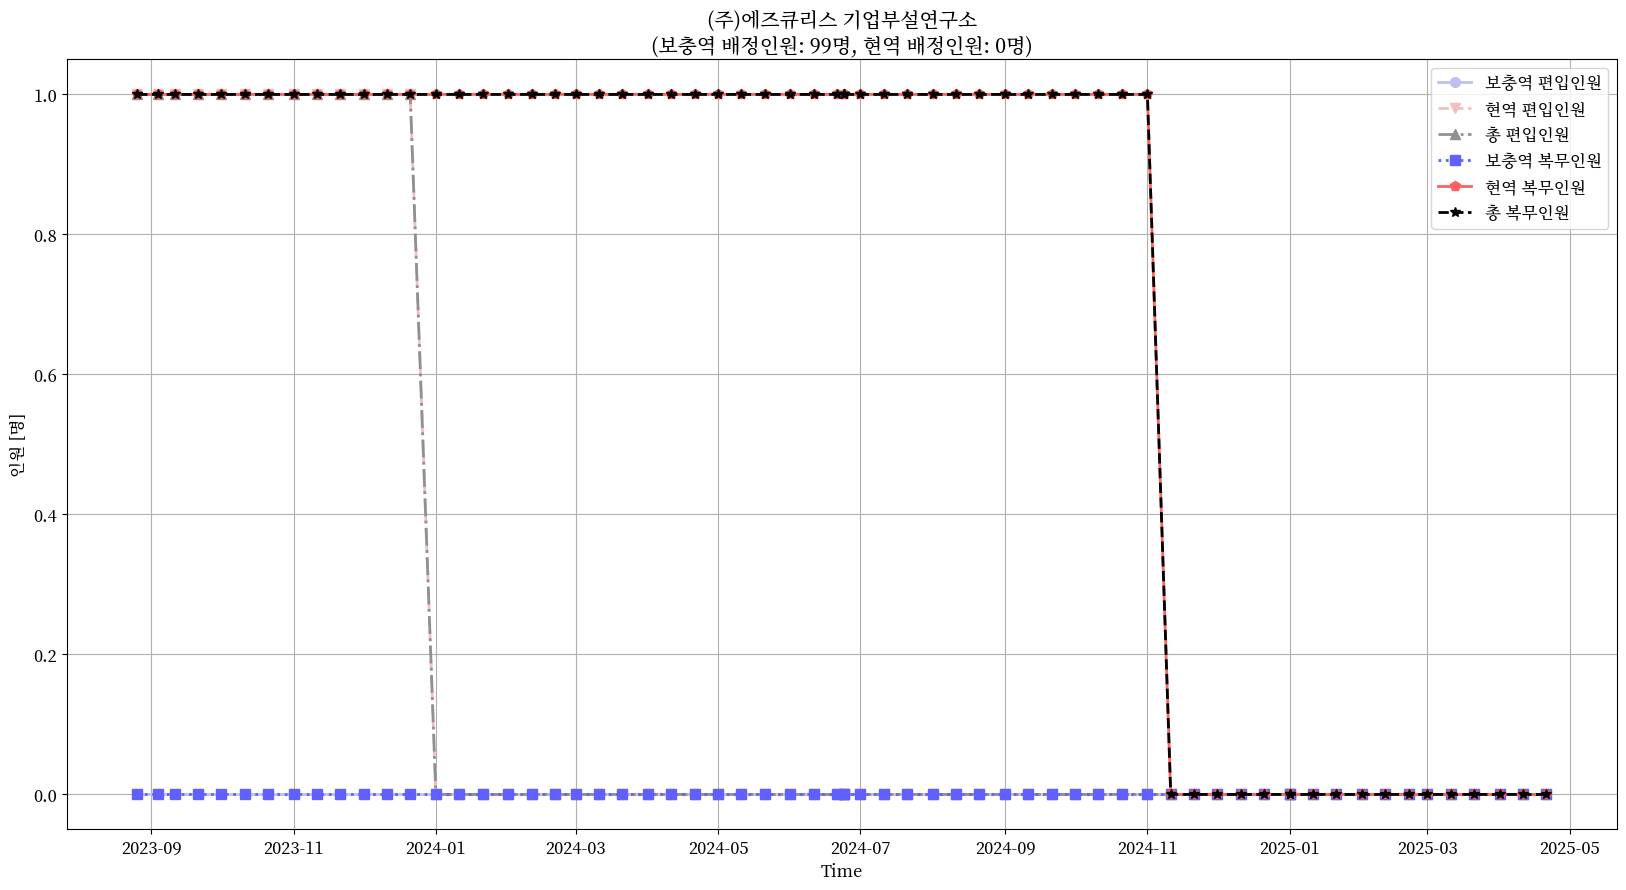 (주)에즈큐리스 기업부설연구소
(보충역 배정인원: 99명, 현역 배정인원: 0명)
보충역 편입인원
현역 편입인원
총 편입인원
보충역 복무인원
현역 복무인원
총 복무인원
인원 [명]
1.0
0.8
0.6
0.4
0.2
0.0
2023-09
2023-11
2024-01
2024-03
2024-05
2024-07
2024-09
2024-11
2025-01
2025-03
2025-05
Time